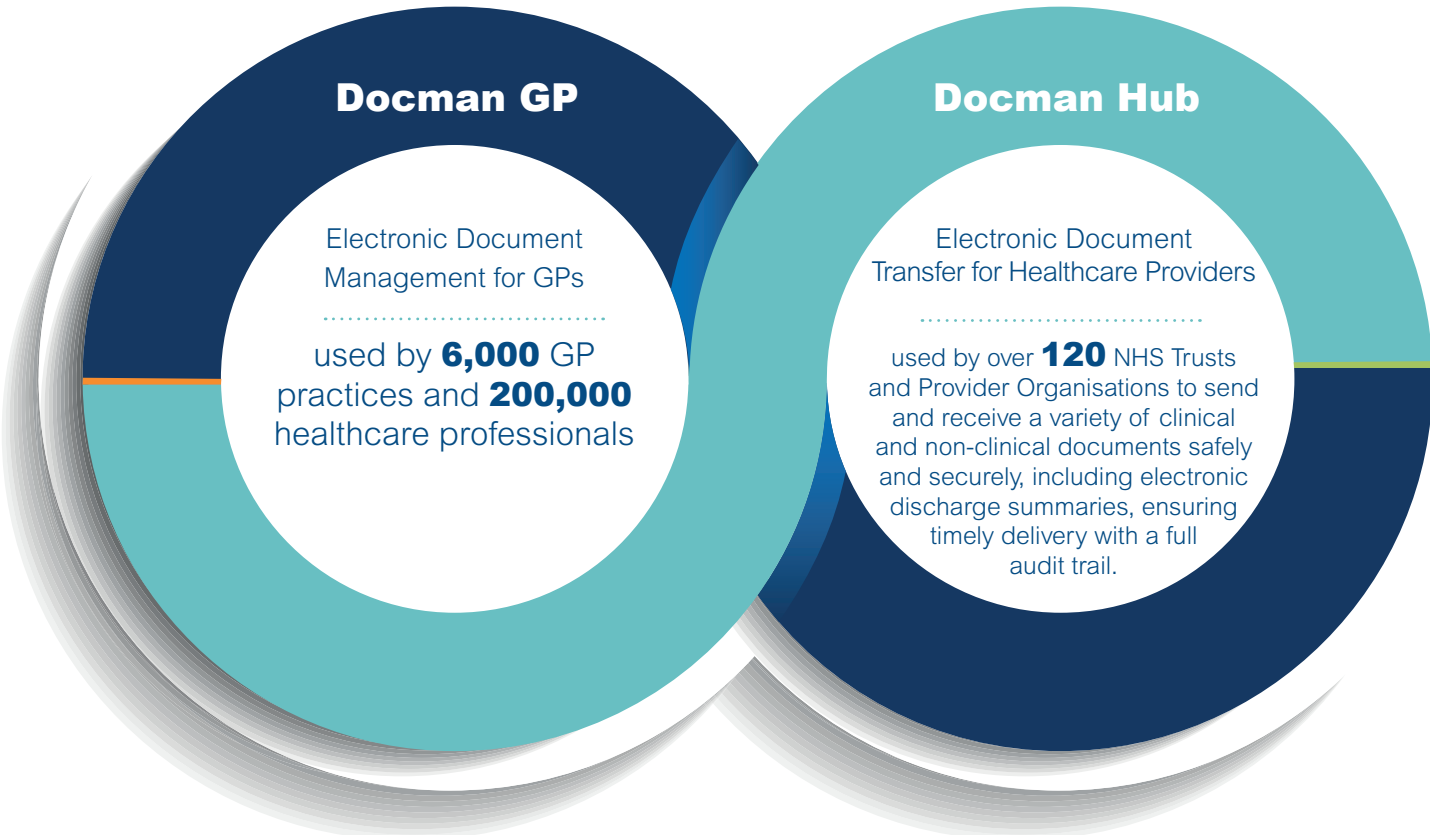 Docman GP
Electronic Document
Management for GPs
used by 6,000 GP
practices and 200,000
healthcare professionals
Docman Hub
Electronic Document
Transfer for Healthcare Providers
used by over 120 NHS Trusts
and Provider Organisations to send
and receive a variety of clinical
and non-clinical documents safely
and securely, including electronic
discharge summaries, ensuring
timely delivery with a full
audit trail.